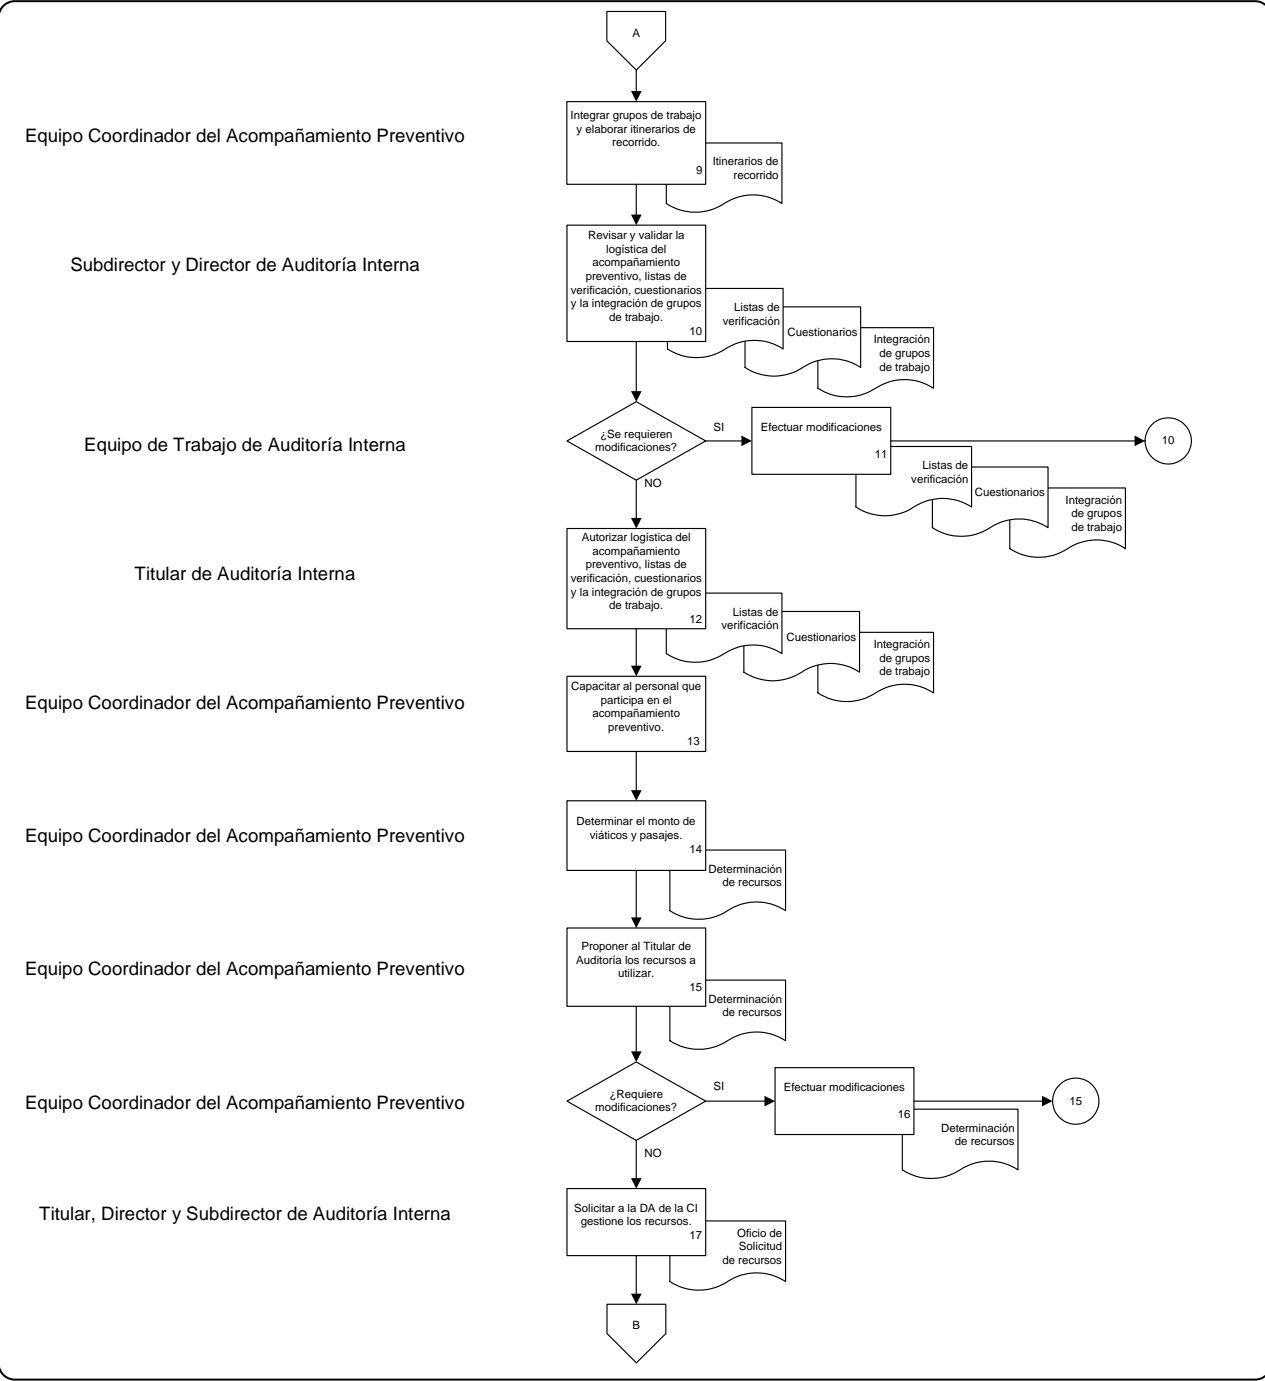 A
Equipo Coordinador del Acompañamiento Preventivo
Integrar grupos de trabajo
y elaborar itinerarios de
recorrido.
9
Itinerarios de
recorrido
Subdirector y Director de Auditoría Interna
Revisar y validar la
logística del
acompañamiento
preventivo, listas de
verificación, cuestionarios
y la integración de grupos
de trabajo.
10
Listas de
verificación
Cuestionarios
Integración
de grupos
de trabajo
Equipo de Trabajo de Auditoría Interna
¿Se requieren
modificaciones?
SI
NO
Efectuar modificaciones
11
10
Listas de
verificación
Cuestionarios
Integración
de grupos
de trabajo
Titular de Auditoría Interna
Autorizar logística del
acompañamiento
preventivo, listas de
verificación, cuestionarios
y la integración de grupos
de trabajo.
12
Listas de
verificación
Cuestionarios
Integración
de grupos
de trabajo
Equipo Coordinador del Acompañamiento Preventivo
Capacitar al personal que
participa en el
acompañamiento
preventivo.
13
Equipo Coordinador del Acompañamiento Preventivo
Determinar el monto de
viáticos y pasajes.
14
Determinación
de recursos
Equipo Coordinador del Acompañamiento Preventivo
Proponer al Titular de
Auditoría los recursos a
utilizar.
15
Determinación
de recursos
Equipo Coordinador del Acompañamiento Preventivo
¿Requiere
modificaciones?
SI
NO
Efectuar modificaciones
16
15
Determinación
de recursos
Titular, Director y Subdirector de Auditoría Interna
Solicitar a la DA de la CI
gestione los recursos.
17
Oficio de
Solicitud
de recursos
B